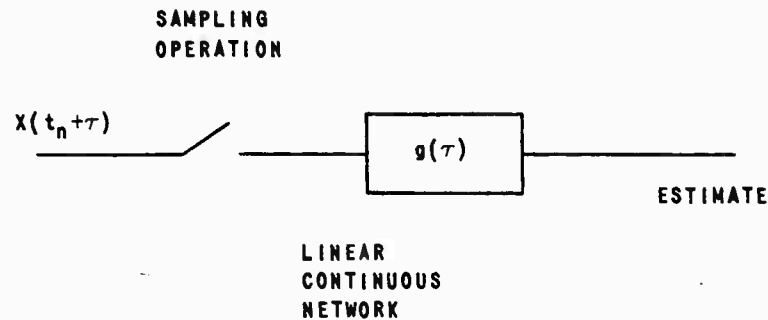 SAMPLING
OPERATION
X(t_n+τ)
g(τ)
ESTIMATE
LINEAR
CONTINUOUS
NETWORK